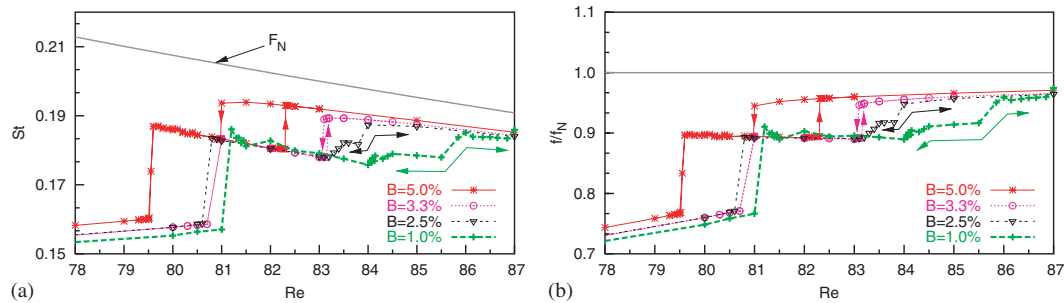 0.21
0.19
0.17
0.15
St
F_N
B=5.0%
B=3.3%
B=2.5%
B=1.0%
78 79 80 81 82 83 84 85 86 87
(a) Re
1.1
1.0
0.9
0.8
0.7
f/f_N
B=5.0%
B=3.3%
B=2.5%
B=1.0%
78 79 80 81 82 83 84 85 86 87
(b) Re